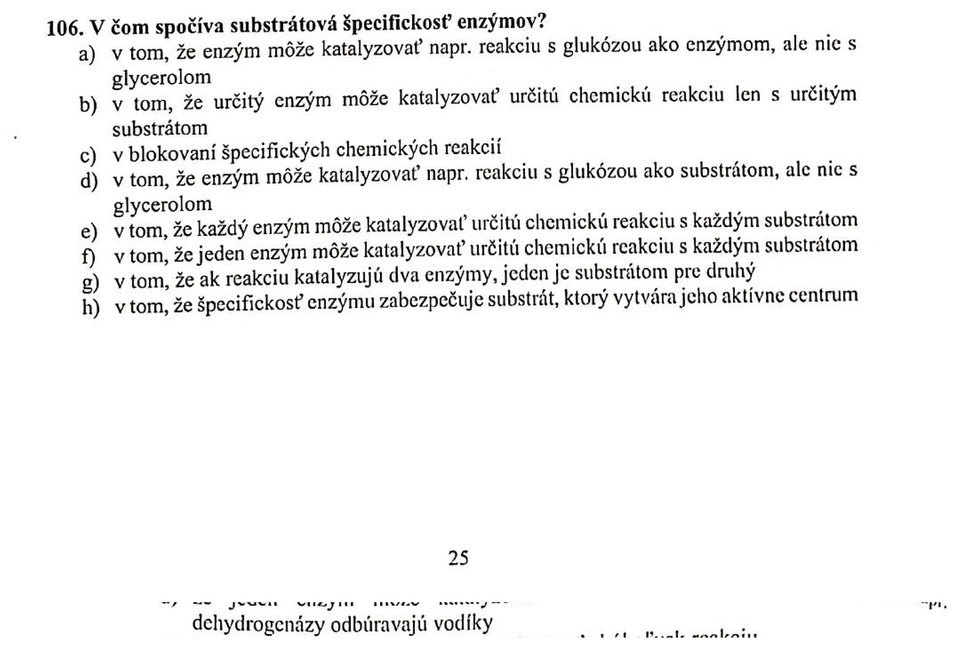 106. V čom spočíva substrátová špecifickosť enzýmov?
a) v tom, že enzým môže katalyzovať napr. reakciu s glukózou ako enzýmom, ale nie s
glycerolom
b) v tom, že určitý enzým môže katalyzovať určitú chemickú reakciu len s určitým
substrátom
c) v blokovaní špecifických chemických reakcií
d) v tom, že enzým môže katalyzovať napr. reakciu s glukózou ako substrátom, ale nie s
glycerolom
e) v tom, že každý enzým môže katalyzovať určitú chemickú reakciu s každým substrátom
f) v tom, že jeden enzým môže katalyzovať určitú chemickú reakciu s každým substrátom
g) v tom, že ak reakciu katalyzujú dva enzýmy, jeden je substrátom pre druhý
h) v tom, že špecifickosť enzýmu zabezpečuje substrát, ktorý vytvára jeho aktívne centrum
25
dehydrogenázy odbúravajú vodíky